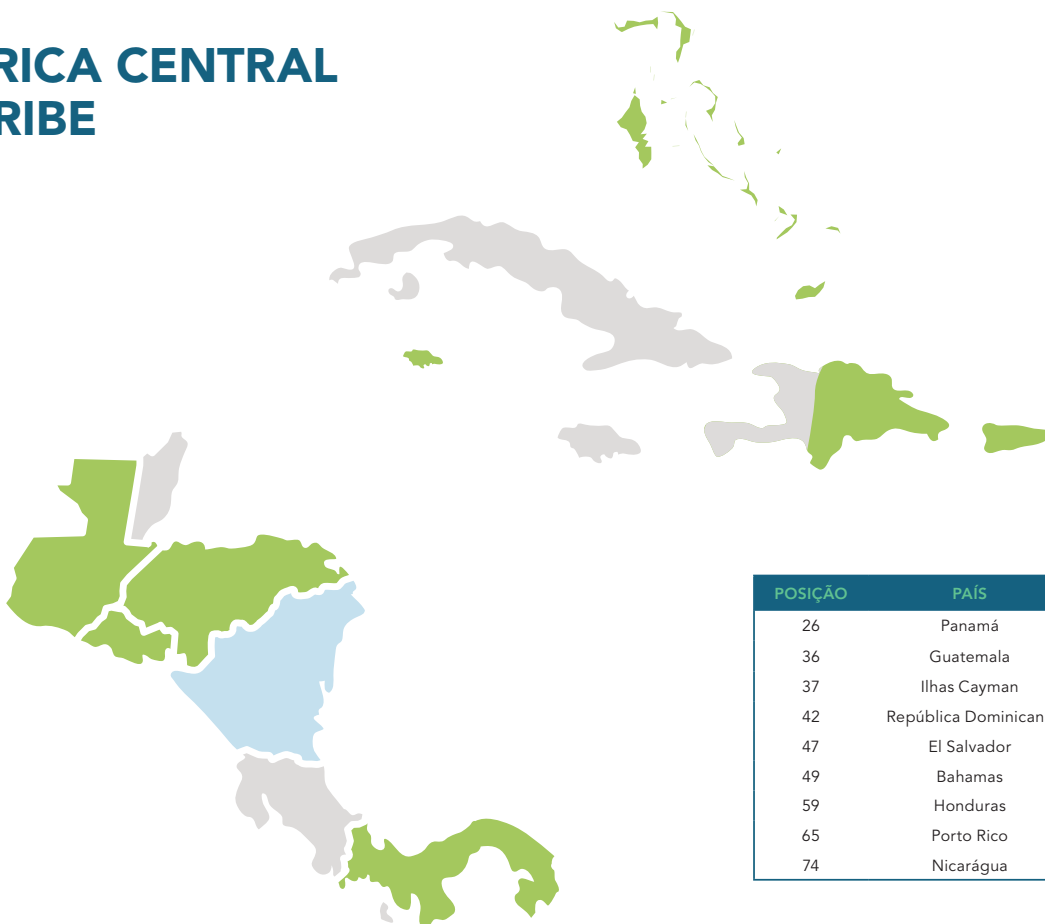 RICA CENTRAL
RIBE
POSIÇÃO PAÍS
26 Panamá
36 Guatemala
37 Ilhas Cayman
42 República Dominican
47 El Salvador
49 Bahamas
59 Honduras
65 Porto Rico
74 Nicarágua